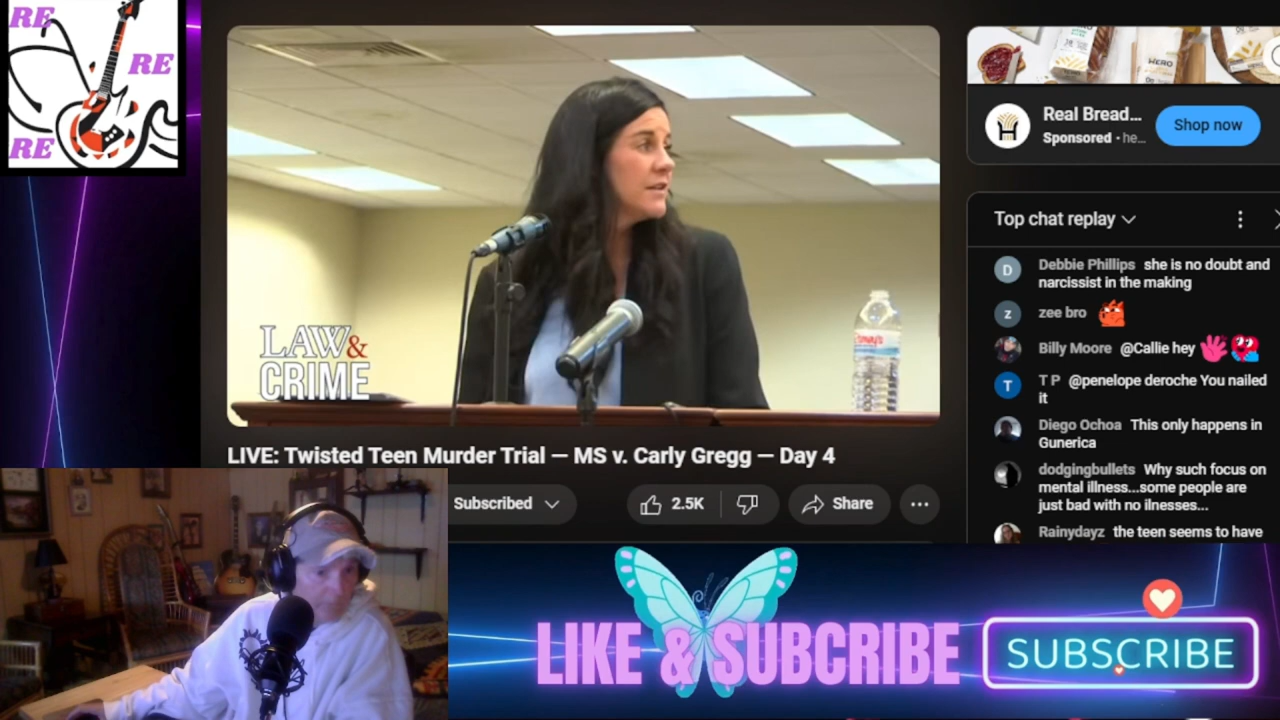 RE
RE
RE
LAW&
CRIME
LIVE: Twisted Teen Murder Trial — MS v. Carly Gregg — Day 4
Subscribed
2.5K
Share
HERO
Real Bread...
Sponsored • he...
Shop now
Top chat replay
D
Debbie Phillips she is no doubt and
narcissist in the making
z
zee bro
Billy Moore @Callie hey
T
T P @penelope deroche You nailed
it
Diego Ochoa This only happens in
Gunerica
dodgingbullets Why such focus on
mental illness...some people are
just bad with no ilnesses...
Rainydayz the teen seems to have
LIKE & SUBCRIBE
SUBSCRIBE